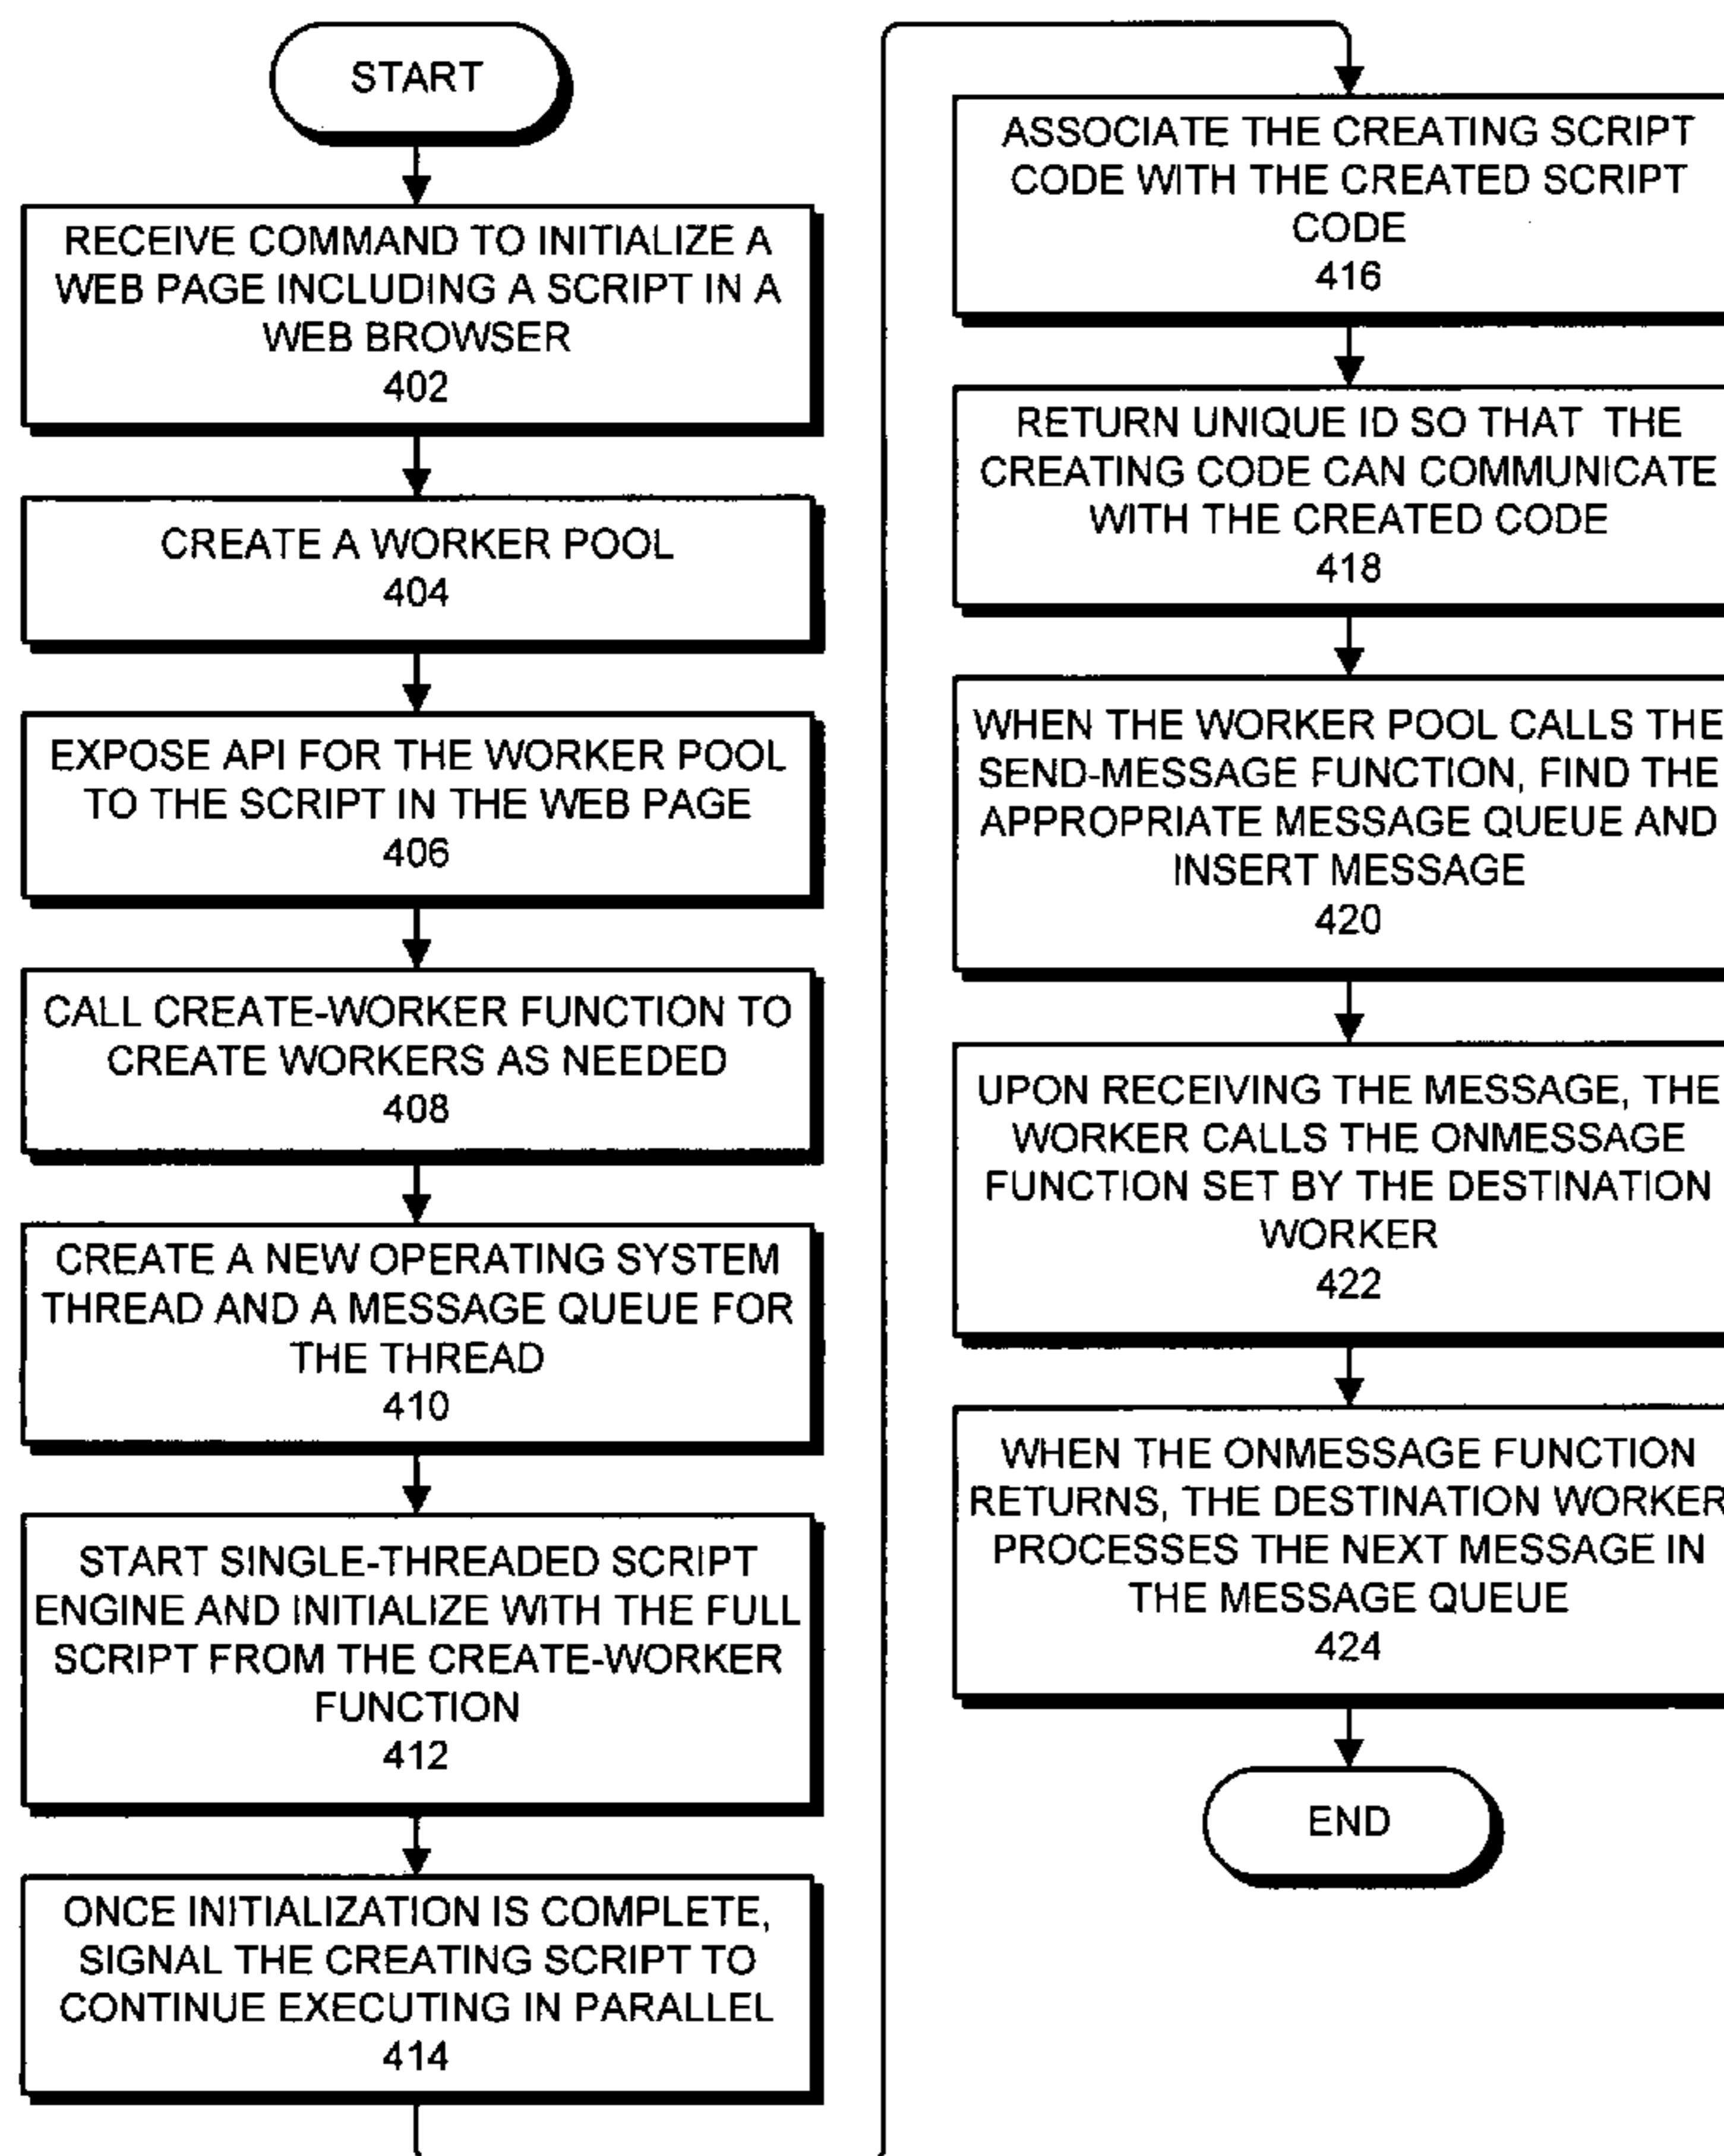 START
RECEIVE COMMAND TO INITIALIZE A
WEB PAGE INCLUDING A SCRIPT IN A
WEB BROWSER
402
CREATE A WORKER POOL
404
EXPOSE API FOR THE WORKER POOL
TO THE SCRIPT IN THE WEB PAGE
406
CALL CREATE-WORKER FUNCTION TO
CREATE WORKERS AS NEEDED
408
CREATE A NEW OPERATING SYSTEM
THREAD AND A MESSAGE QUEUE FOR
THE THREAD
410
START SINGLE-THREADED SCRIPT
ENGINE AND INITIALIZE WITH THE FULL
SCRIPT FROM THE CREATE-WORKER
FUNCTION
412
ONCE INITIALIZATION IS COMPLETE,
SIGNAL THE CREATING SCRIPT TO
CONTINUE EXECUTING IN PARALLEL
414
ASSOCIATE THE CREATING SCRIPT
CODE WITH THE CREATED SCRIPT
CODE
416
RETURN UNIQUE ID SO THAT THE
CREATING CODE CAN COMMUNICATE
WITH THE CREATED CODE
418
WHEN THE WORKER POOL CALLS THE
SEND-MESSAGE FUNCTION, FIND THE
APPROPRIATE MESSAGE QUEUE AND
INSERT MESSAGE
420
UPON RECEIVING THE MESSAGE, THE
WORKER CALLS THE ONMESSAGE
FUNCTION SET BY THE DESTINATION
WORKER
422
WHEN THE ONMESSAGE FUNCTION
RETURNS, THE DESTINATION WORKER
PROCESSES THE NEXT MESSAGE IN
THE MESSAGE QUEUE
424
END